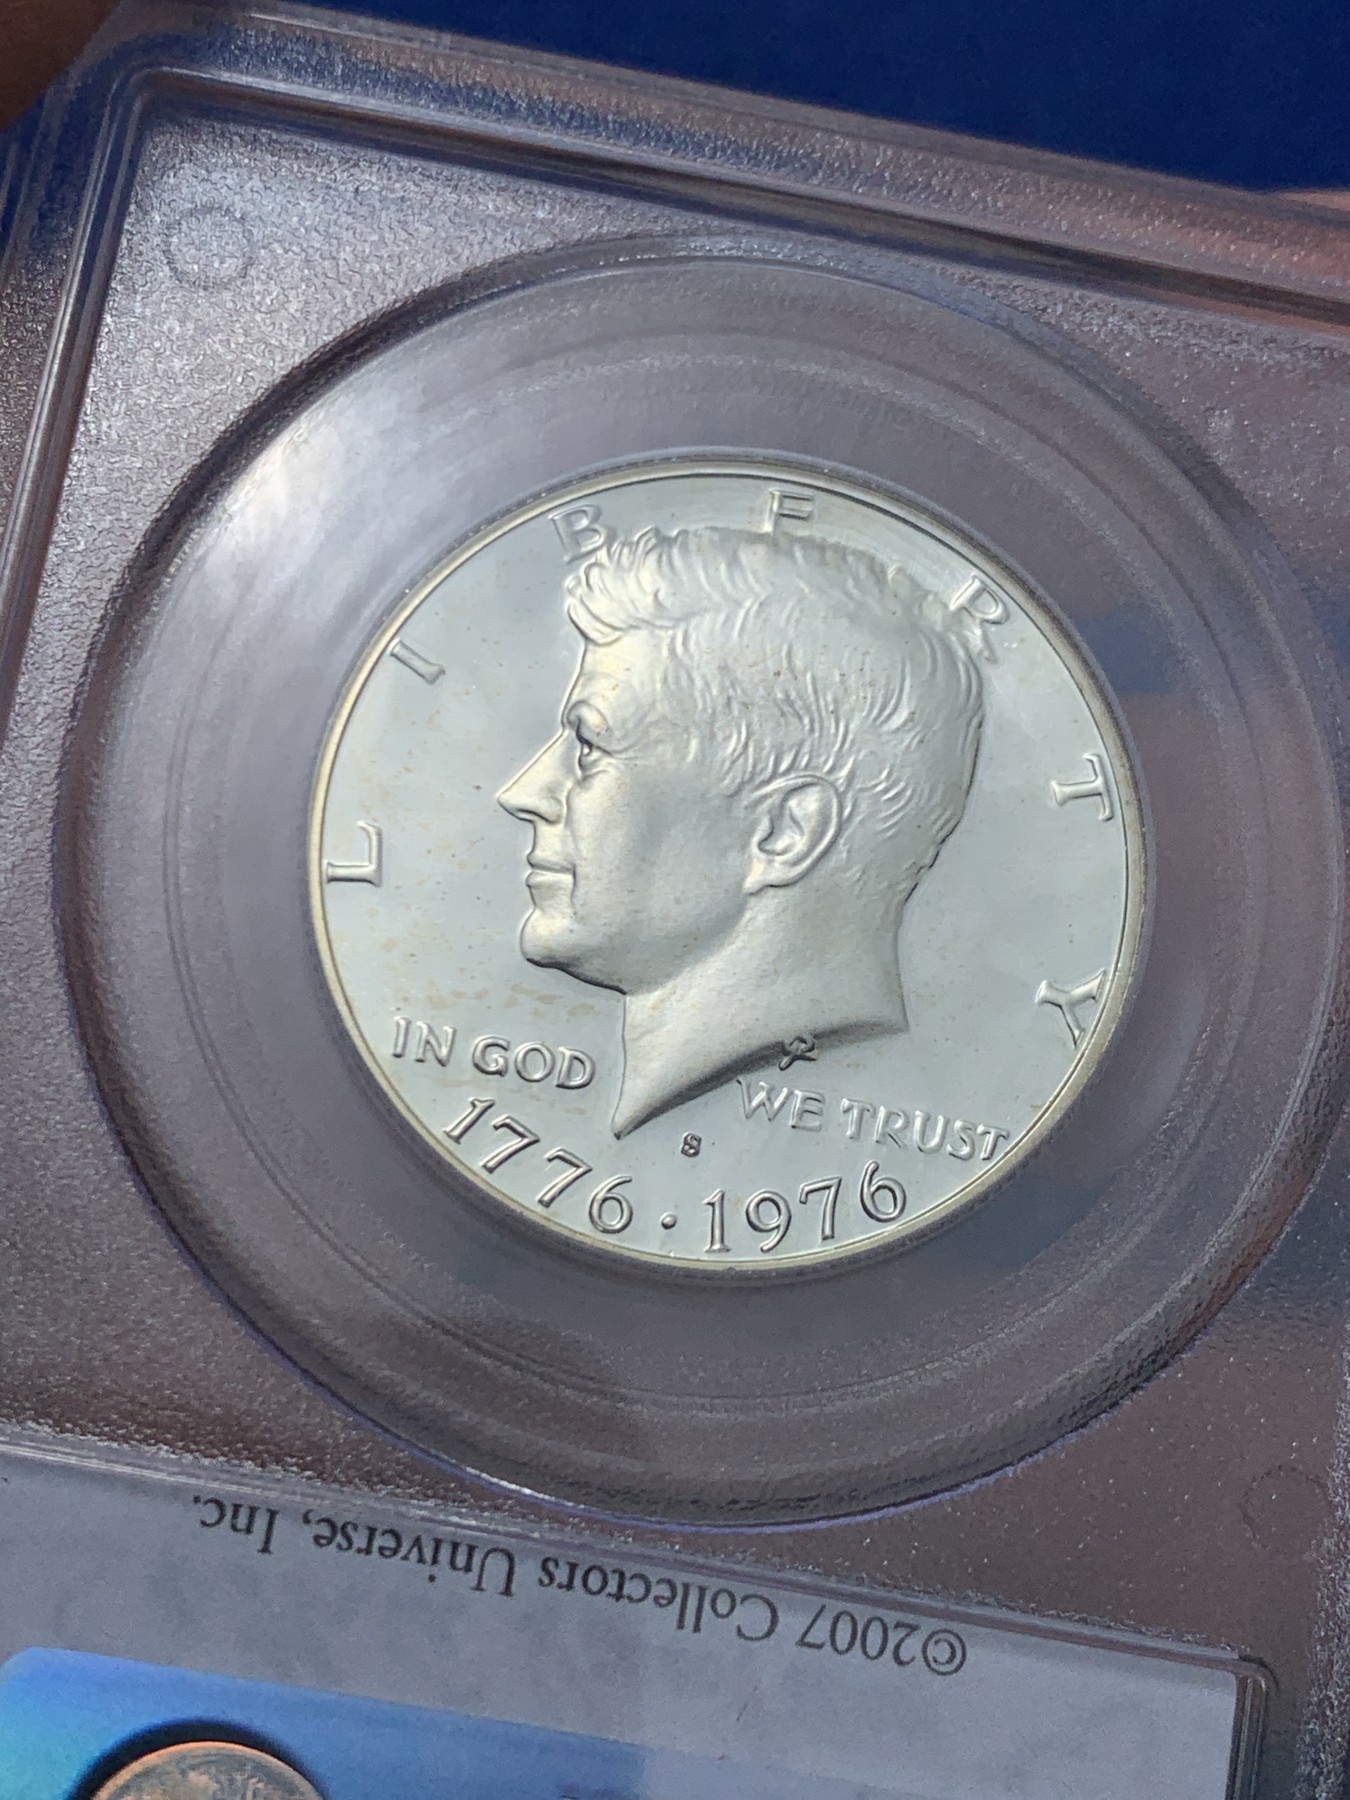 LIBERTY
IN GOD WE TRUST
S
1776 · 1976
©2007 Collectors Universe, Inc.